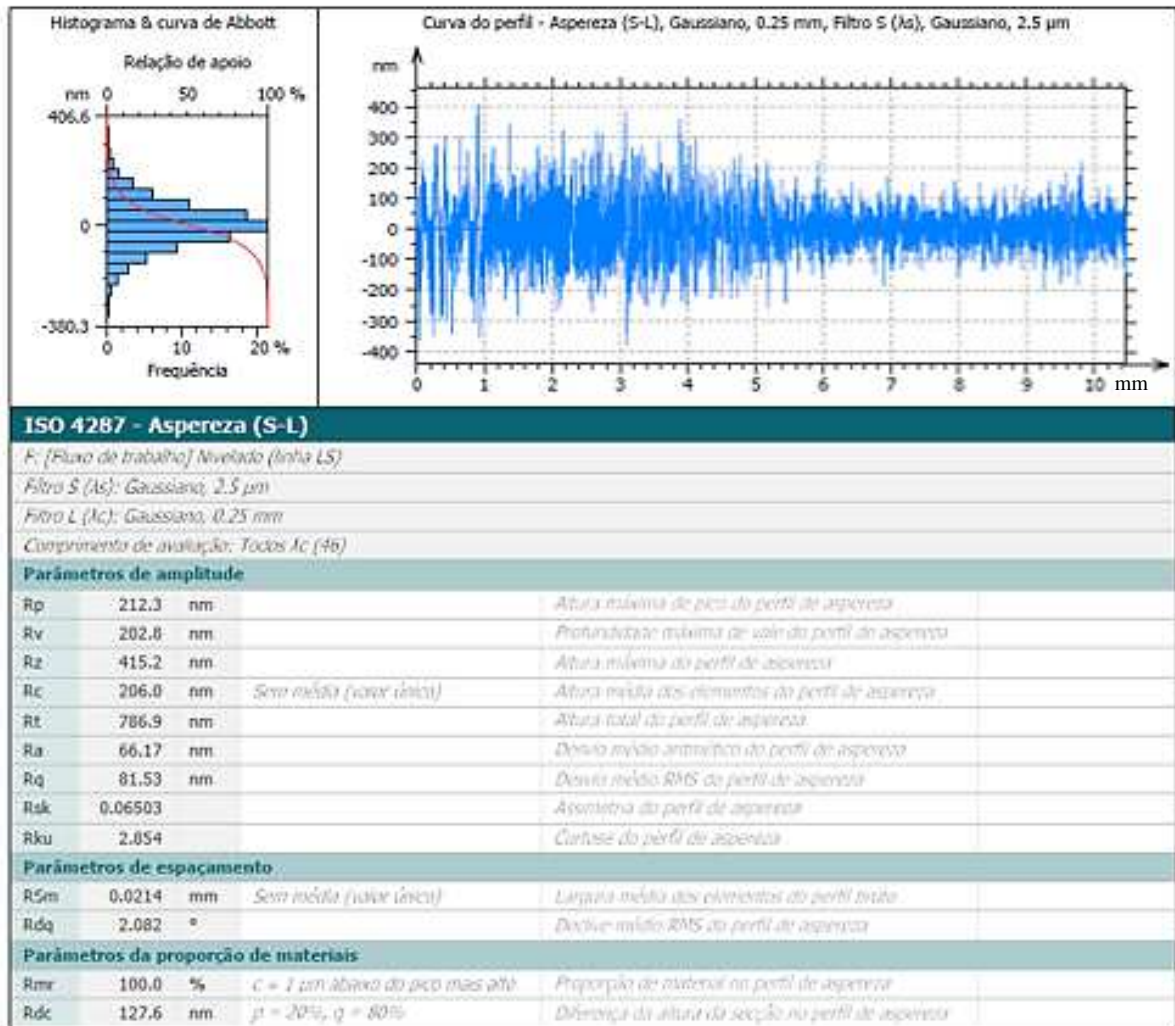 Histograma & curva de Abbott
Relação de apoio
nm 0 50 100 %
406.6
0
-380.3
0 10 20 %
Frequência
Curva do perfil - Aspereza (S-L), Gaussiano, 0.25 mm, Filtro S (λs), Gaussiano, 2.5 µm
nm
400
300
200
100
0
-100
-200
-300
-400
0 1 2 3 4 5 6 7 8 9 10 mm
ISO 4287 - Aspereza (S-L)
F: [Fluxo de trabalho] Nivelado (linha LS)
Filtro S (λs): Gaussiano, 2.5 µm
Filtro L (λc): Gaussiano, 0.25 mm
Comprimento de avaliação: Todos λc (46)
Parâmetros de amplitude
Rp 212.3 nm Altura máxima de pico do perfil de aspereza
Rv 202.8 nm Profundidade máxima de vale do perfil de aspereza
Rz 415.2 nm Altura máxima do perfil de aspereza
Rc 206.0 nm Sem média (valor único) Altura média dos elementos do perfil de aspereza
Rt 786.9 nm Altura total do perfil de aspereza
Ra 66.17 nm Desvio médio aritmético do perfil de aspereza
Rq 81.53 nm Desvio médio RMS do perfil de aspereza
Rsk 0.06503 Assimetria do perfil de aspereza
Rku 2.854 Curtose do perfil de aspereza
Parâmetros de espaçamento
RSm 0.0214 mm Sem média (valor único) Largura média dos elementos do perfil
Rdq 2.082 ° Declive médio RMS do perfil de aspereza
Parâmetros da proporção de materiais
Rmr 100.0 % c = 1 µm abaixo do pico mais alto Proporção de material no perfil de aspereza
Rdc 127.6 nm p = 20%, q = 80% Diferença da altura da secção no perfil de aspereza